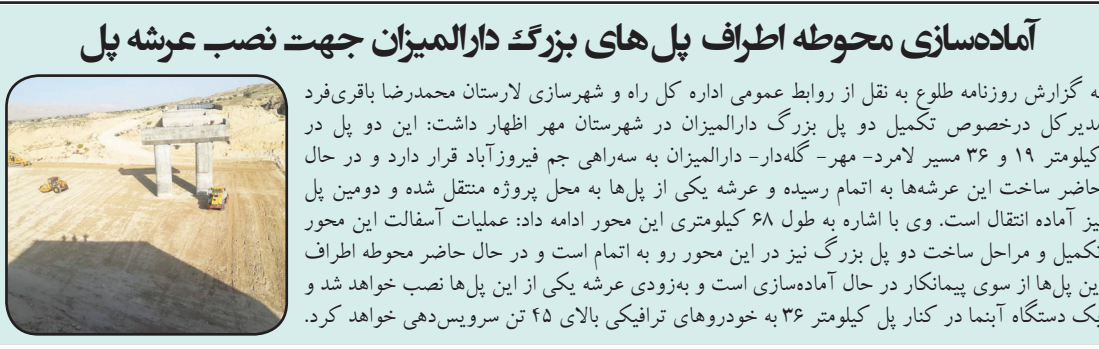 آماده‌سازی محوطه اطراف پل‌های بزرگ دارالمیزان جهت نصب عرشه پل
به گزارش روزنامه طلوع به نقل از روابط عمومی اداره کل راه و شهرسازی لارستان محمدرضا باقری‌فرد
مدیرکل درخصوص تکمیل دو پل بزرگ دارالمیزان در شهرستان مهر اظهار داشت: این دو پل در
کیلومتر ۱۹ و ۳۶ مسیر لامرد- مهر- گله‌دار- دارالمیزان به سه‌راهی جم فیروزآباد قرار دارد و در حال
حاضر ساخت این عرشه‌ها به اتمام رسیده و عرشه یکی از پل‌ها به محل پروژه منتقل شده و دومین پل
نیز آماده انتقال است. وی با اشاره به طول ۶۸ کیلومتری این محور ادامه داد: عملیات آسفالت این محور
تکمیل و مراحل ساخت دو پل بزرگ نیز در این محور رو به اتمام است و در حال حاضر محوطه اطراف
این پل‌ها از سوی پیمانکار در حال آماده‌سازی است و به‌زودی عرشه یکی از این پل‌ها نصب خواهد شد و
یک دستگاه آبنما در کنار پل کیلومتر ۳۶ به خودروهای ترافیکی بالای ۴۵ تن سرویس‌دهی خواهد کرد.